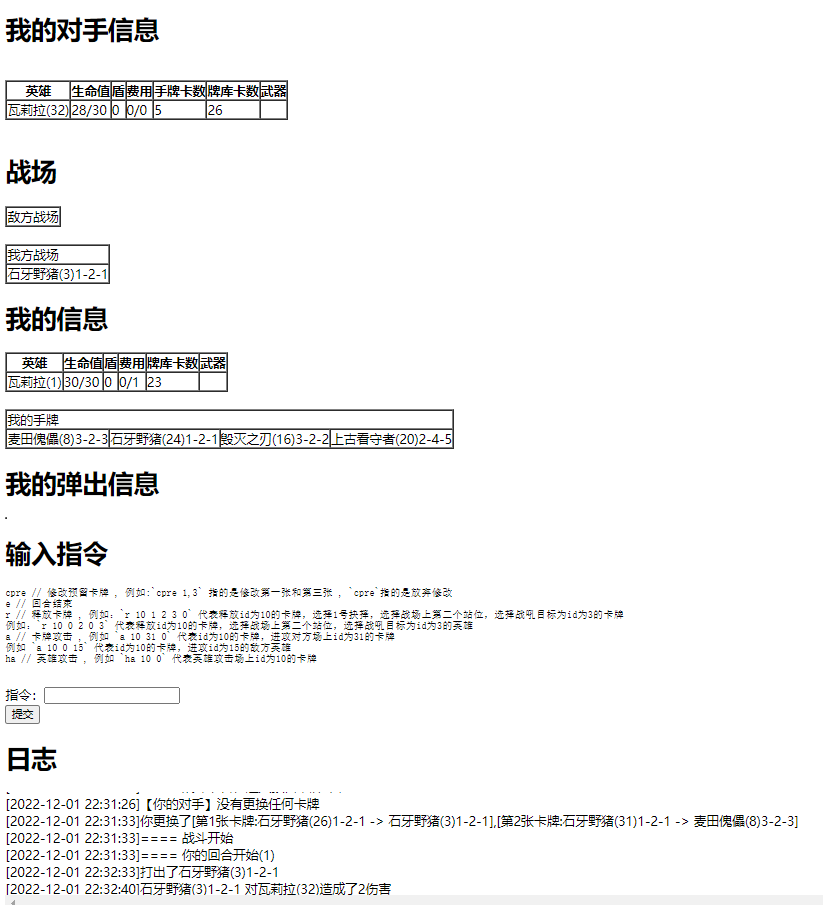 我的对手信息
英雄 生命值 盾 费用 手牌卡数 牌库卡数 武器
瓦莉拉(32) 28/30 0 0/0 5 26
战场
敌方战场
我方战场
石牙野猪(3)1-2-1
我的信息
英雄 生命值 盾 费用 牌库卡数 武器
瓦莉拉(1) 30/30 0 0/1 23
我的手牌
麦田傀儡(8)3-2-3 石牙野猪(24)1-2-1 毁灭之刃(16)3-2-2 上古看守者(20)2-4-5
我的弹出信息
.
输入指令
cpre // 修改预留卡牌 , 例如:`cpre 1,3` 指的是修改第一张和第三张 , `cpre`指的是放弃修改
e // 回合结束
r // 释放卡牌 , 例如: `r 10 1 2 3 0` 代表释放id为10的卡牌，选择1号抉择，选择战场上第二个站位，选择战吼目标为id为3的卡牌
例如: `r 10 0 2 0 3` 代表释放id为10的卡牌，选择战场上第二个站位，选择战吼目标为id为3的英雄
a // 卡牌攻击 , 例如 `a 10 31 0` 代表id为10的卡牌，进攻对方场上id为31的卡牌
例如 `a 10 0 15` 代表id为10的卡牌，进攻id为15的敌方英雄
ha // 英雄攻击 , 例如 `ha 10 0` 代表英雄攻击场上id为10的卡牌
指令:
提交
日志
[2022-12-01 22:31:26]【你的对手】没有更换任何卡牌
[2022-12-01 22:31:33]你更换了[第1张卡牌:石牙野猪(26)1-2-1 -> 石牙野猪(3)1-2-1],[第2张卡牌:石牙野猪(31)1-2-1 -> 麦田傀儡(8)3-2-3]
[2022-12-01 22:31:33]==== 战斗开始
[2022-12-01 22:31:33]==== 你的回合开始(1)
[2022-12-01 22:32:33]打出了石牙野猪(3)1-2-1
[2022-12-01 22:32:40]石牙野猪(3)1-2-1 对瓦莉拉(32)造成了2伤害